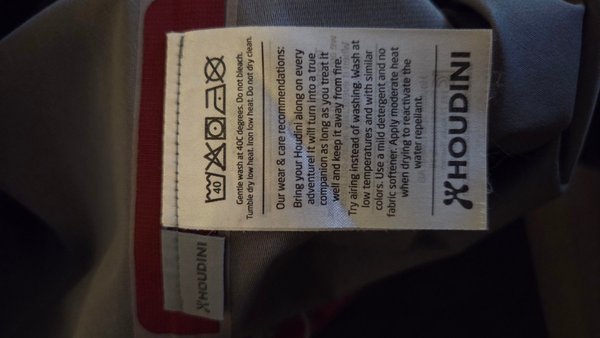 40
Gentle wash at 40C degrees. Do not bleach.
Tumble dry low heat. Iron low heat. Do not dry clean.
Our wear & care recommendations:
Bring your Houdini along on every
adventure! It will turn into a true
companion as long as you treat it
well and keep it away from fire.
Try airing instead of washing. Wash at
low temperatures and with similar
colors. Use a mild detergent and no
fabric softener. Apply moderate heat
when drying to reactivate the
water repellant.
HOUDINI
HOUDINI